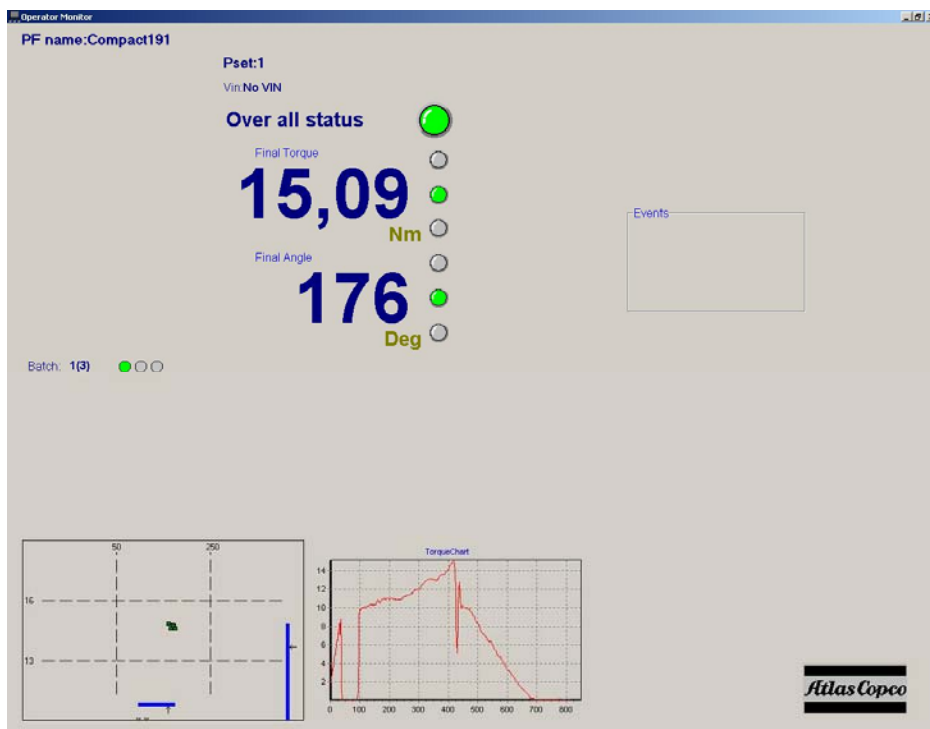 Operator Monitor
PF name:Compact191
Pset:1
Vin:No VIN
Over all status
Final Torque
15,09
Nm
Events
Final Angle
176
Deg
Batch: 1(3)
50 250
16
13
TorqueChart
14
12
10
8
6
4
2
0 100 200 300 400 500 600 700 800
Atlas Copco